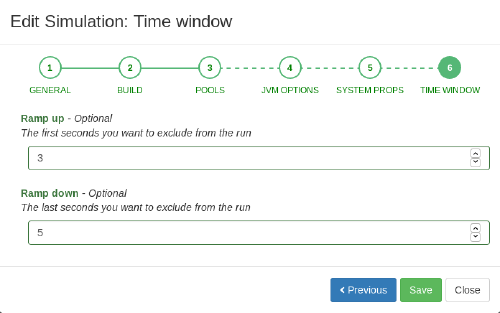 Edit Simulation: Time window
1 2 3 4 5 6
GENERAL BUILD POOLS JVM OPTIONS SYSTEM PROPS TIME WINDOW
Ramp up - Optional
The first seconds you want to exclude from the run
3
Ramp down - Optional
The last seconds you want to exclude from the run
5
Previous Save Close